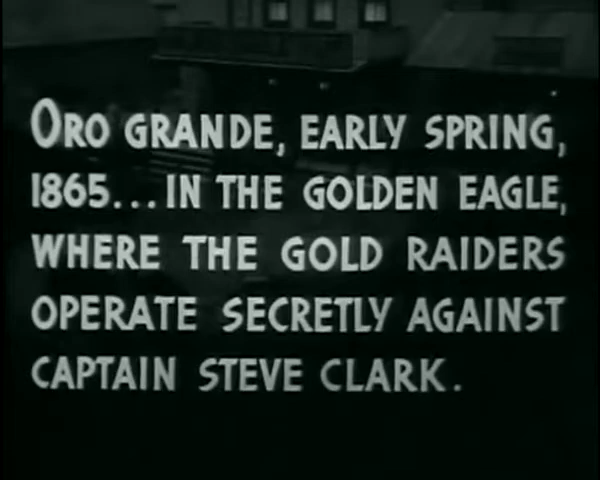 ORO GRANDE, EARLY SPRING,
1865...IN THE GOLDEN EAGLE,
WHERE THE GOLD RAIDERS
OPERATE SECRETLY AGAINST
CAPTAIN STEVE CLARK.